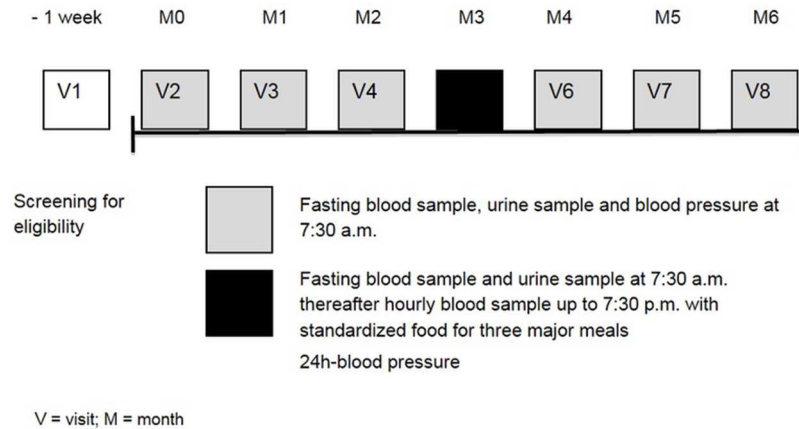 - 1 week M0 M1 M2 M3 M4 M5 M6
V1 V2 V3 V4 V6 V7 V8
Screening for
eligibility
Fasting blood sample, urine sample and blood pressure at
7:30 a.m.
Fasting blood sample and urine sample at 7:30 a.m.
thereafter hourly blood sample up to 7:30 p.m. with
standardized food for three major meals
24h-blood pressure
V = visit; M = month